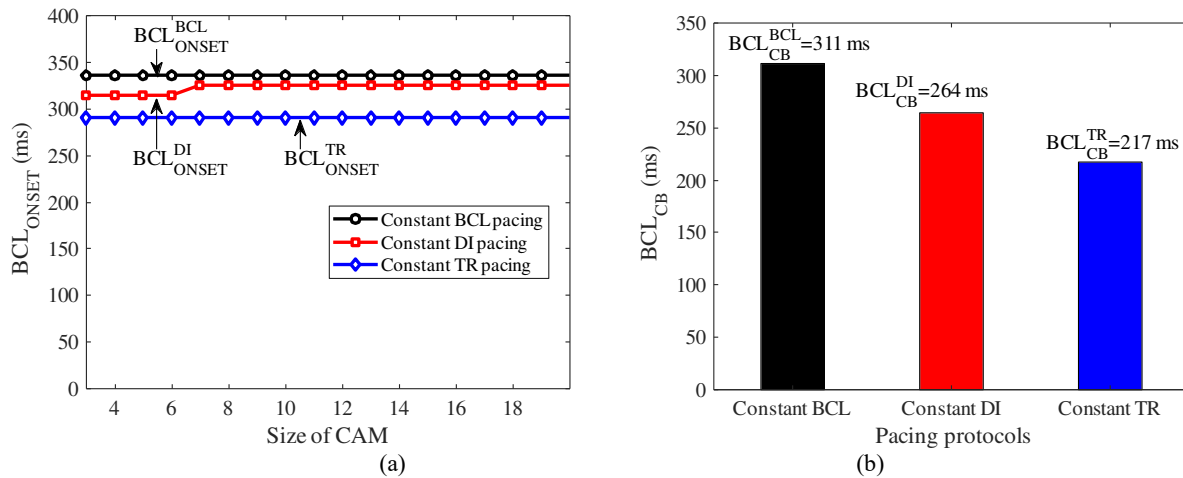 400
350
300
250
200
150
100
50
0
BCL_ONSET (ms)
BCL^BCL_ONSET
BCL^DI_ONSET
BCL^TR_ONSET
Constant BCL pacing
Constant DI pacing
Constant TR pacing
4 6 8 10 12 14 16 18
Size of CAM
(a)
350
300
250
200
150
100
50
0
BCL_CB (ms)
BCL^BCL_CB=311 ms
BCL^DI_CB=264 ms
BCL^TR_CB=217 ms
Constant BCL Constant DI Constant TR
Pacing protocols
(b)